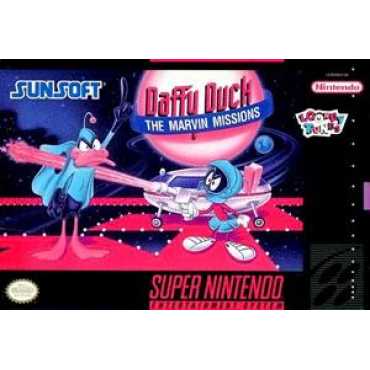 SUNSOFT
Daffy Duck
THE MARVIN MISSIONS
Nintendo
LOONEY
TUNES
SUPER NINTENDO
ENTERTAINMENT SYSTEM